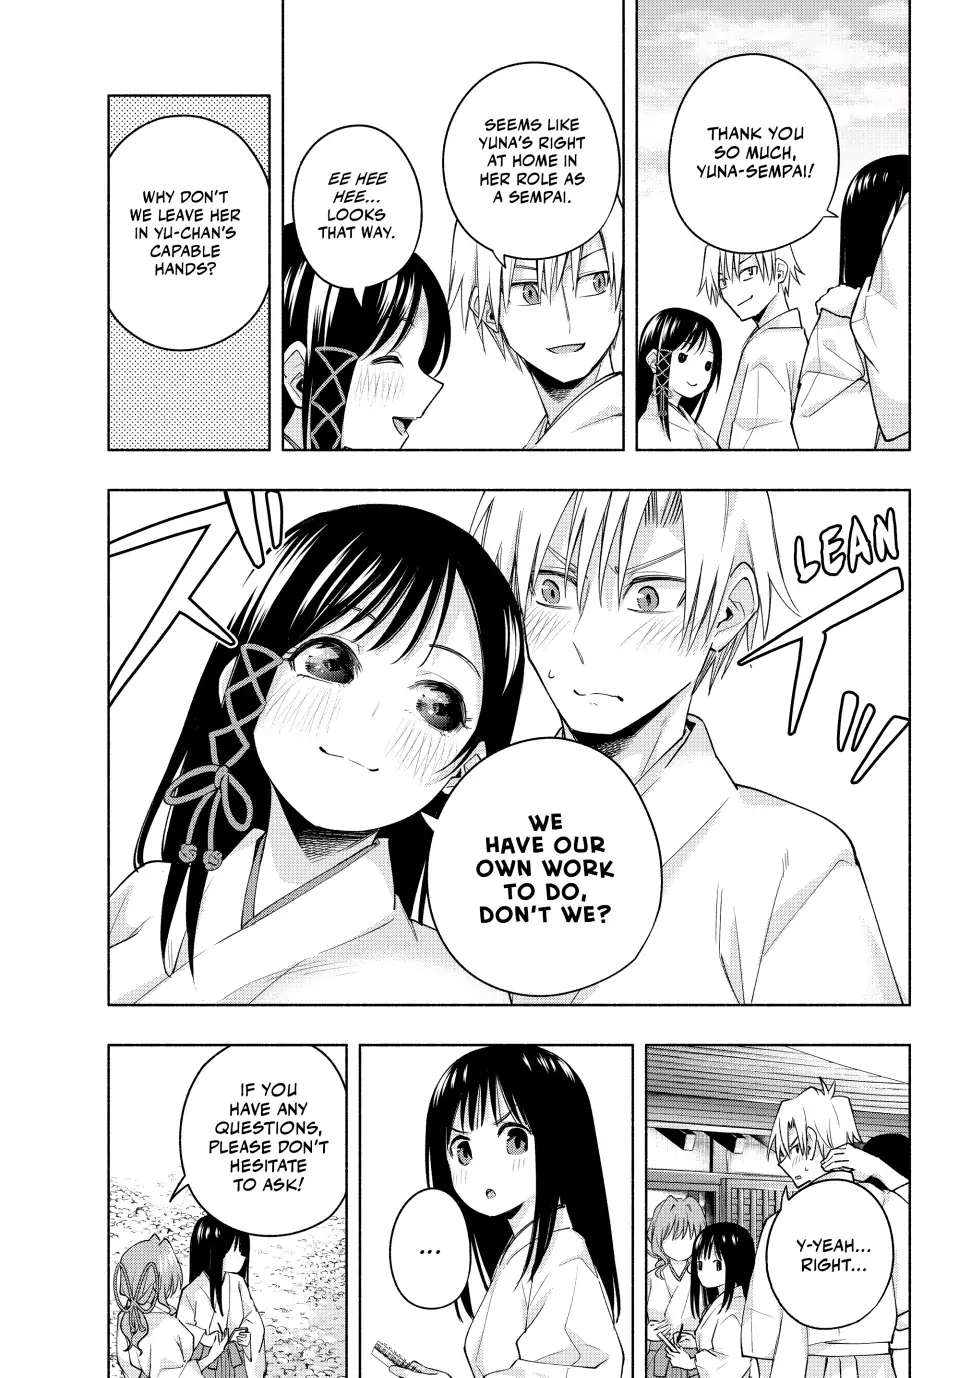 THANK YOU
SO MUCH,
YUNA-SEMPAI!
SEEMS LIKE
YUNA'S RIGHT
AT HOME IN
HER ROLE AS
A SEMPAI.
EE HEE
HEE...
LOOKS
THAT WAY.
WHY DON'T
WE LEAVE HER
IN YU-CHAN'S
CAPABLE
HANDS?
LEAN
WE
HAVE OUR
OWN WORK
TO DO,
DON'T WE?
Y-YEAH...
RIGHT...
...
IF YOU
HAVE ANY
QUESTIONS,
PLEASE DON'T
HESITATE
TO ASK!